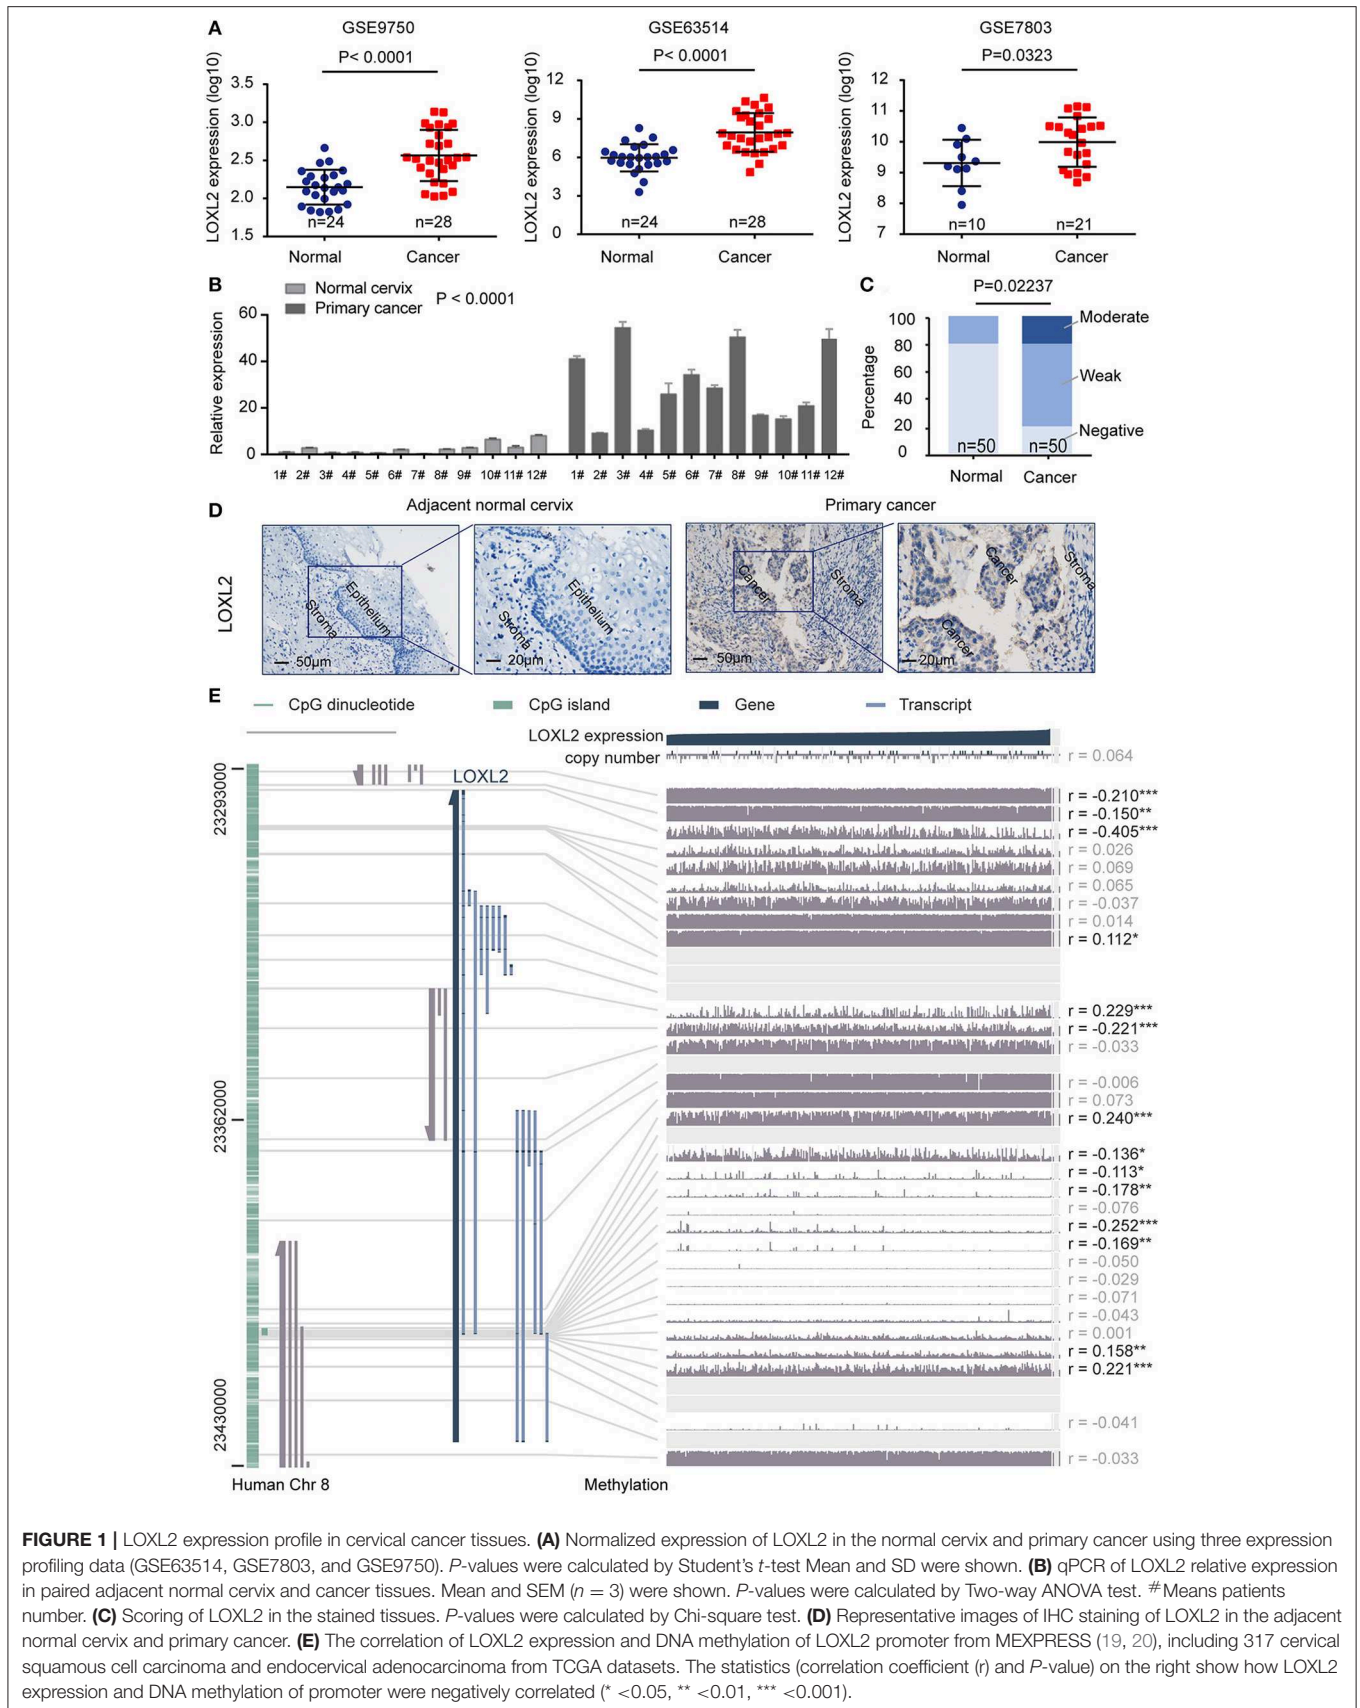 A
GSE9750
GSE63514
GSE7803
P< 0.0001
P< 0.0001
P=0.0323
LOXL2 expression (log10)
3.5
3.0
2.5
2.0
1.5
n=24
n=28
Normal
Cancer
LOXL2 expression (log10)
12
9
6
3
0
n=24
n=28
Normal
Cancer
LOXL2 expression (log10)
12
11
10
9
8
7
n=10
n=21
Normal
Cancer
B
Normal cervix
Primary cancer
P < 0.0001
Relative expression
60
40
20
0
1# 2# 3# 4# 5# 6# 7# 8# 9# 10# 11# 12# 1# 2# 3# 4# 5# 6# 7# 8# 9# 10# 11# 12#
C
P=0.02237
Percentage
100
80
60
40
20
0
Moderate
Weak
Negative
n=50
n=50
Normal
Cancer
D
Adjacent normal cervix
Primary cancer
LOXL2
Stroma
Epithelium
50μm
Stroma
Epithelium
20μm
Cancer
Stroma
50μm
Cancer
Stroma
Cancer
20μm
E
CpG dinucleotide
CpG island
Gene
Transcript
LOXL2 expression
copy number
r = 0.064
LOXL2
23293000
23362000
23430000
r = -0.210***
r = -0.150**
r = -0.405***
r = 0.026
r = 0.069
r = 0.065
r = -0.037
r = 0.014
r = 0.112*
r = 0.229***
r = -0.221***
r = -0.033
r = -0.006
r = 0.073
r = 0.240***
r = -0.136*
r = -0.113*
r = -0.178**
r = -0.076
r = -0.252***
r = -0.169**
r = -0.050
r = -0.029
r = -0.071
r = -0.043
r = 0.001
r = 0.158**
r = 0.221***
r = -0.041
r = -0.033
Human Chr 8
Methylation
FIGURE 1 | LOXL2 expression profile in cervical cancer tissues. (A) Normalized expression of LOXL2 in the normal cervix and primary cancer using three expression
profiling data (GSE63514, GSE7803, and GSE9750). P-values were calculated by Student's t-test Mean and SD were shown. (B) qPCR of LOXL2 relative expression
in paired adjacent normal cervix and cancer tissues. Mean and SEM (n = 3) were shown. P-values were calculated by Two-way ANOVA test. #Means patients
number. (C) Scoring of LOXL2 in the stained tissues. P-values were calculated by Chi-square test. (D) Representative images of IHC staining of LOXL2 in the adjacent
normal cervix and primary cancer. (E) The correlation of LOXL2 expression and DNA methylation of LOXL2 promoter from MEXPRESS (19, 20), including 317 cervical
squamous cell carcinoma and endocervical adenocarcinoma from TCGA datasets. The statistics (correlation coefficient (r) and P-value) on the right show how LOXL2
expression and DNA methylation of promoter were negatively correlated (* <0.05, ** <0.01, *** <0.001).